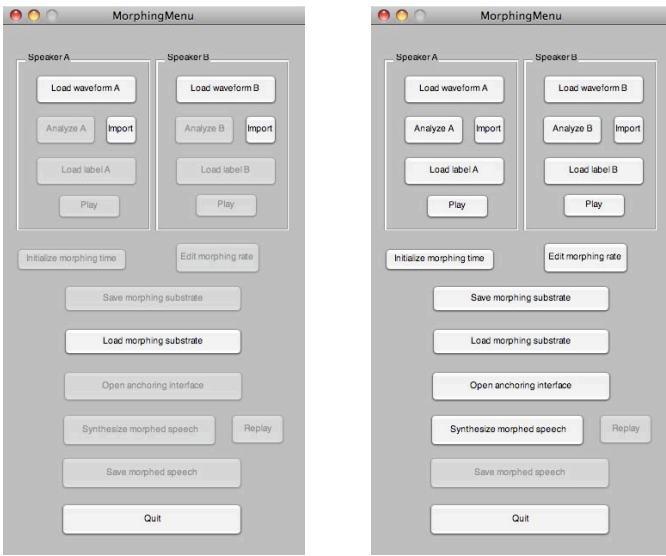 MorphingMenu
Speaker A Speaker B
Load waveform A Load waveform B
Analyze A Import Analyze B Import
Load label A Load label B
Play Play
Initialize morphing time Edit morphing rate
Save morphing substrate
Load morphing substrate
Open anchoring interface
Synthesize morphed speech Replay
Save morphed speech
Quit
MorphingMenu
Speaker A Speaker B
Load waveform A Load waveform B
Analyze A Import Analyze B Import
Load label A Load label B
Play Play
Initialize morphing time Edit morphing rate
Save morphing substrate
Load morphing substrate
Open anchoring interface
Synthesize morphed speech Replay
Save morphed speech
Quit